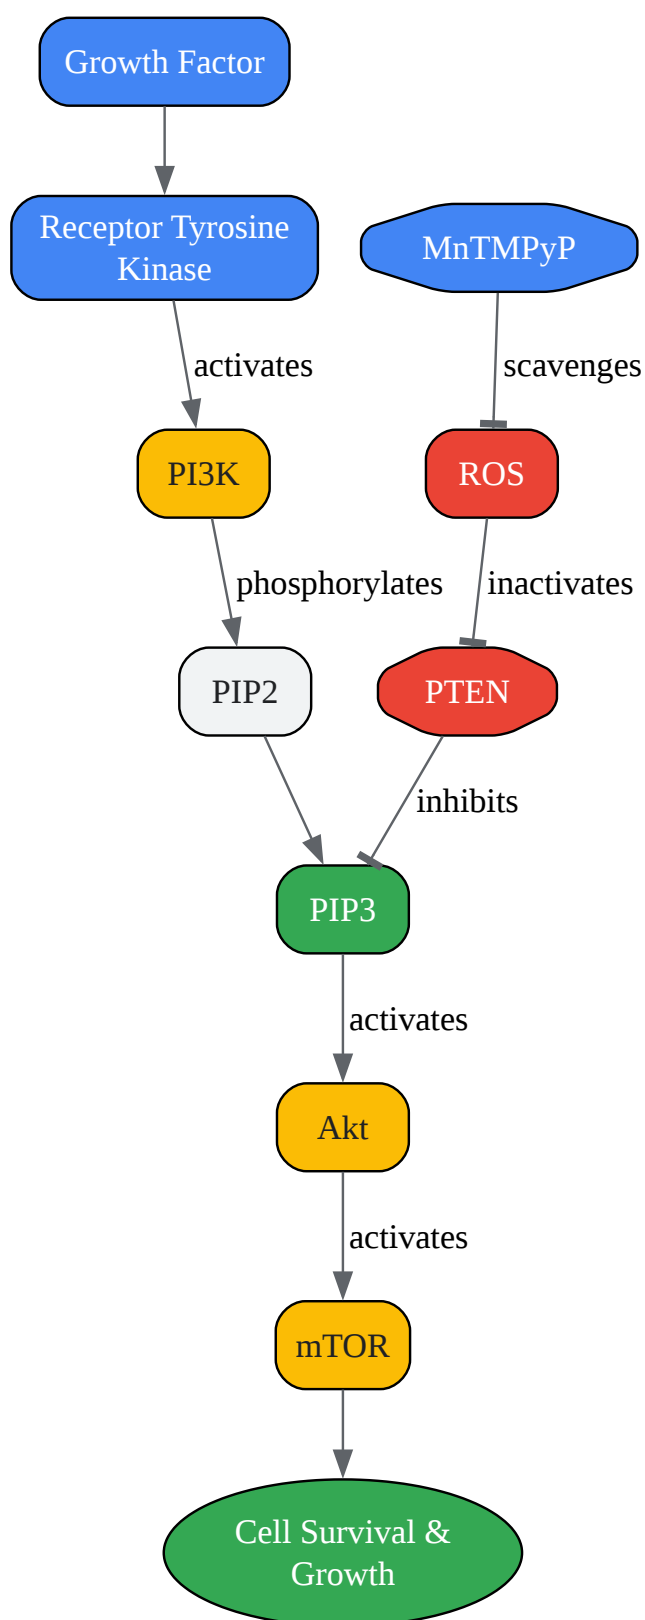 Growth Factor
Receptor Tyrosine
Kinase
MnTMPyP
activates
scavenges
PI3K
ROS
phosphorylates
inactivates
PIP2
PTEN
inhibits
PIP3
activates
Akt
activates
mTOR
Cell Survival &
Growth